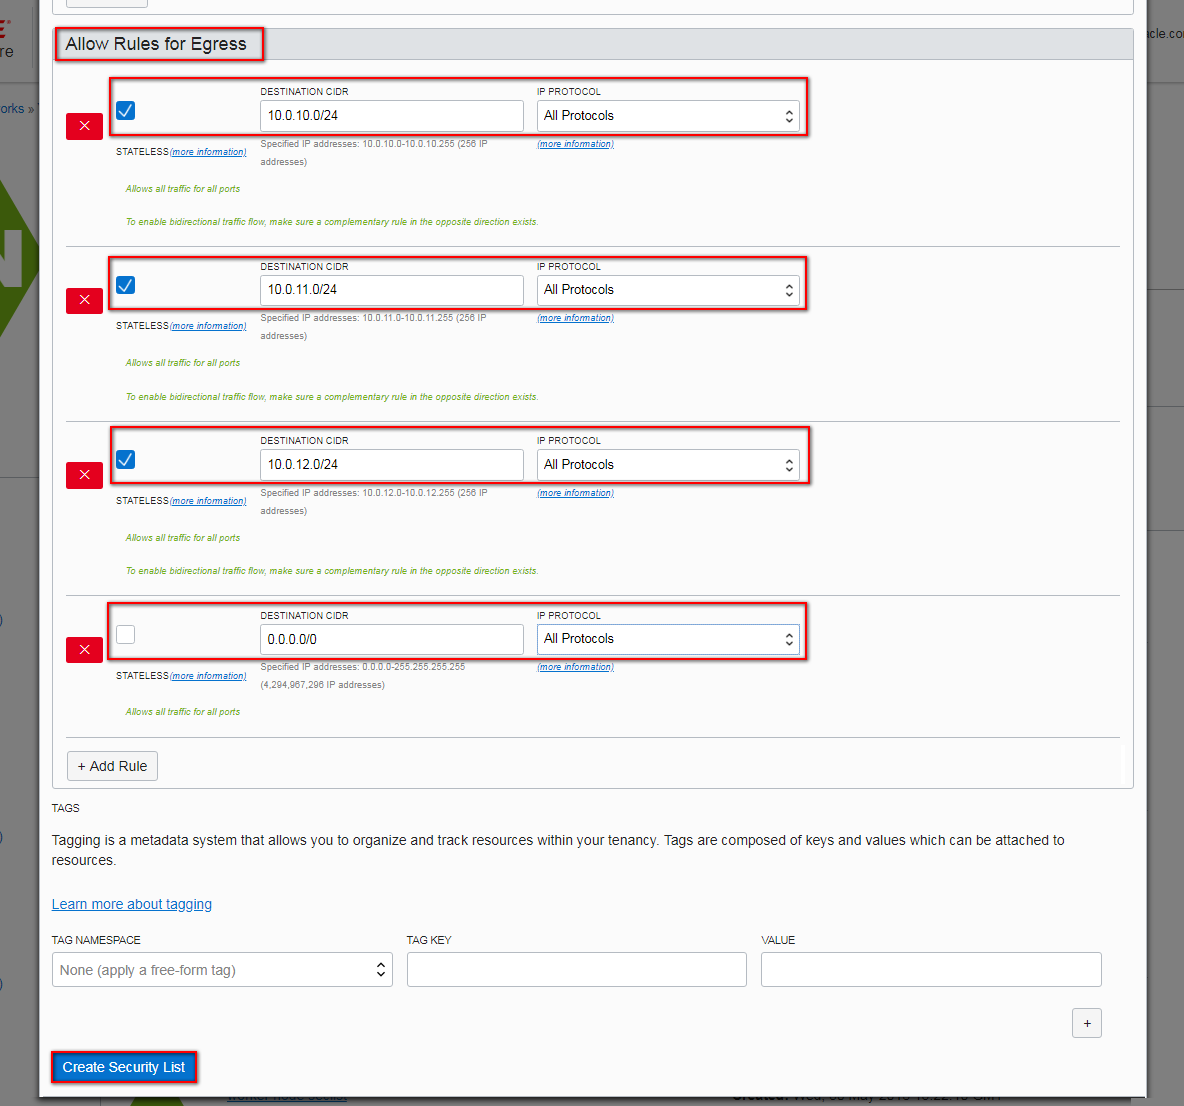 Allow Rules for Egress
DESTINATION CIDR
IP PROTOCOL
10.0.10.0/24
All Protocols
STATELESS(more information)
Specified IP addresses: 10.0.10.0-10.0.10.255 (256 IP
addresses)
(more information)
Allows all traffic for all ports
To enable bidirectional traffic flow, make sure a complementary rule in the opposite direction exists.
DESTINATION CIDR
IP PROTOCOL
10.0.11.0/24
All Protocols
STATELESS(more information)
Specified IP addresses: 10.0.11.0-10.0.11.255 (256 IP
addresses)
(more information)
Allows all traffic for all ports
To enable bidirectional traffic flow, make sure a complementary rule in the opposite direction exists.
DESTINATION CIDR
IP PROTOCOL
10.0.12.0/24
All Protocols
STATELESS(more information)
Specified IP addresses: 10.0.12.0-10.0.12.255 (256 IP
addresses)
(more information)
Allows all traffic for all ports
To enable bidirectional traffic flow, make sure a complementary rule in the opposite direction exists.
DESTINATION CIDR
IP PROTOCOL
0.0.0.0/0
All Protocols
STATELESS(more information)
Specified IP addresses: 0.0.0.0-255.255.255.255
(4,294,967,296 IP addresses)
(more information)
Allows all traffic for all ports
+ Add Rule
TAGS
Tagging is a metadata system that allows you to organize and track resources within your tenancy. Tags are composed of keys and values which can be attached to
resources.
Learn more about tagging
TAG NAMESPACE
TAG KEY
VALUE
None (apply a free-form tag)
+
Create Security List